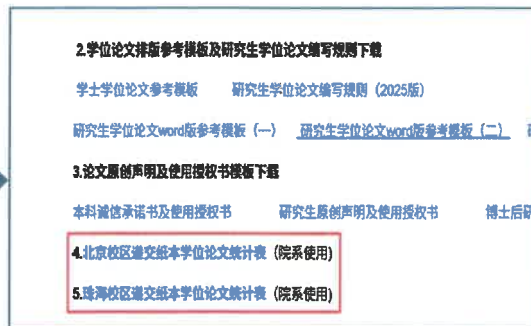 2.学位论文排版参考模板及研究生学位论文编写规则下载
学士学位论文参考模板 研究生学位论文编写规则（2025版）
研究生学位论文word版参考模板（一） 研究生学位论文word版参考模板（二）
3.论文原创声明及使用授权书模板下载
本科诚信承诺书及使用授权书 研究生原创声明及使用授权书 博士后研
4.北京校区递交纸本学位论文统计表（院系使用）
5.珠海校区递交纸本学位论文统计表（院系使用）